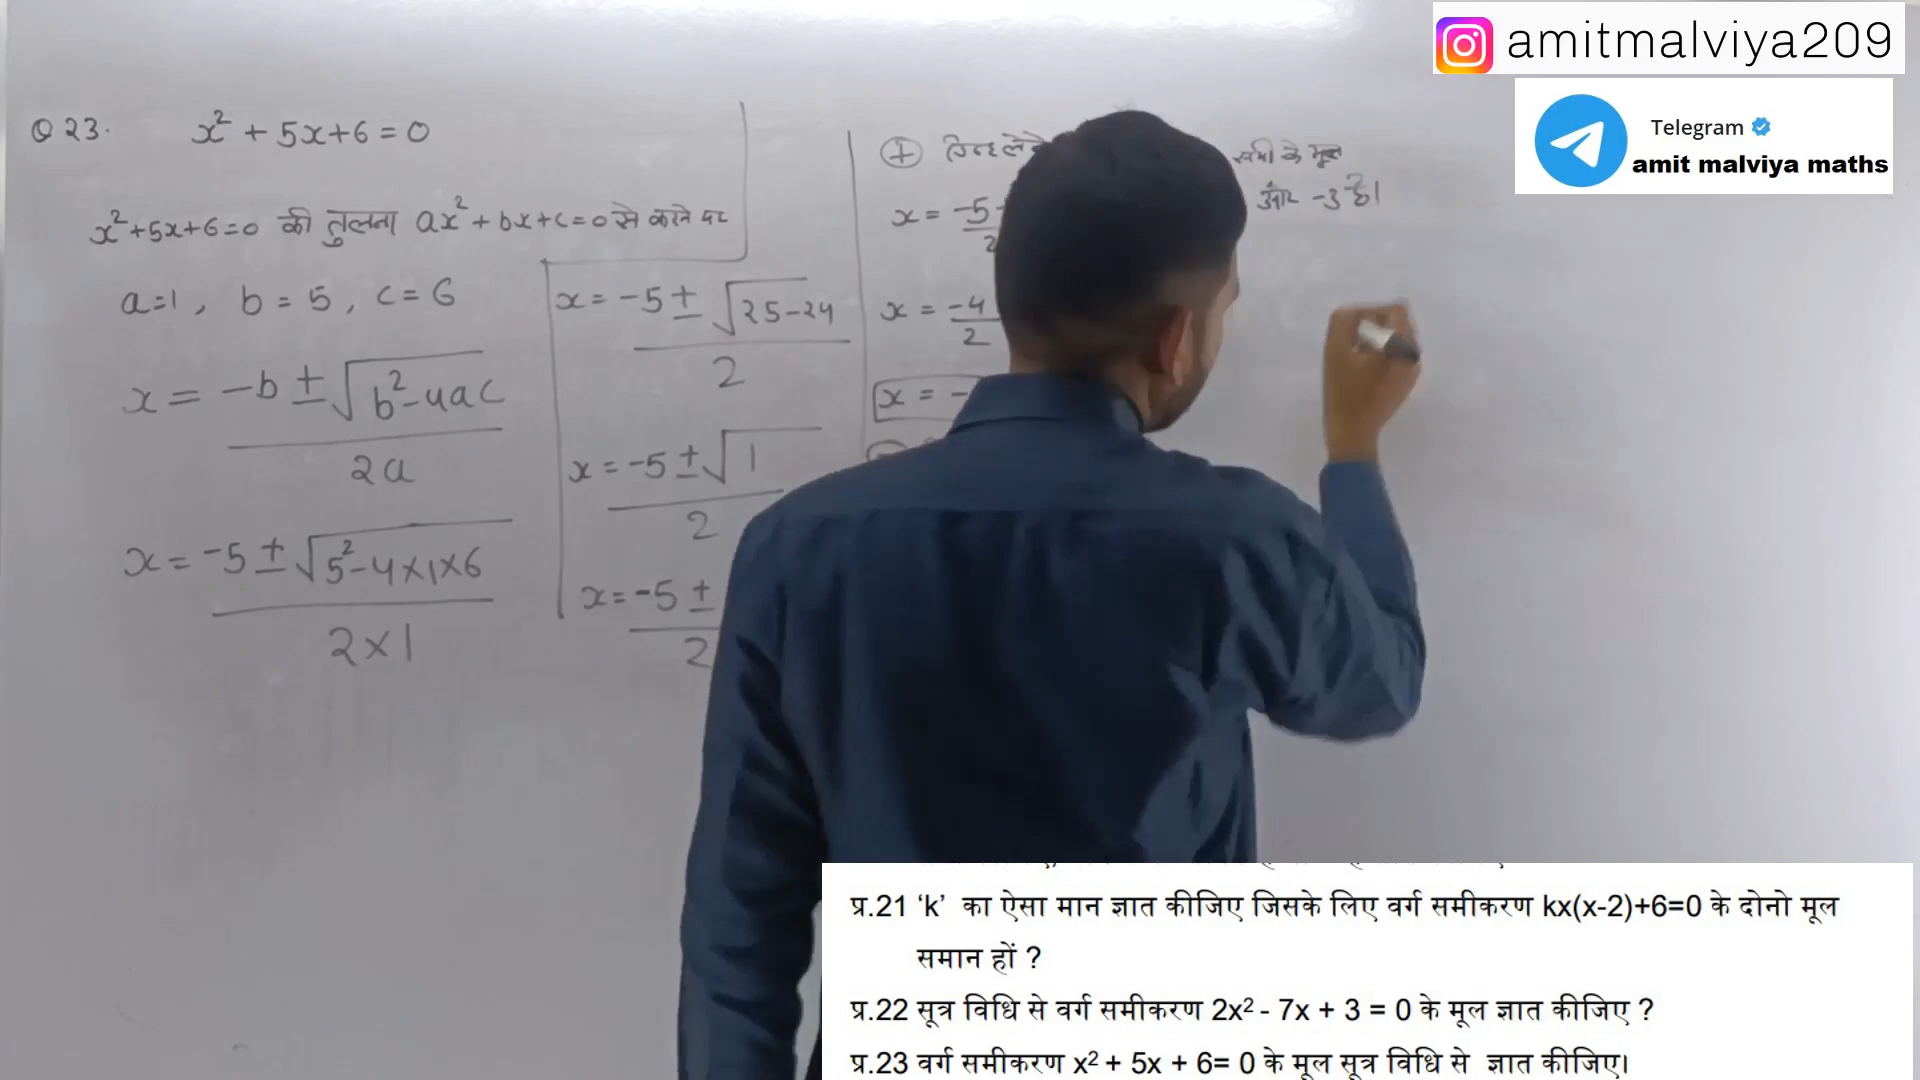 amitmalviya209
Telegram
amit malviya maths
Q 23. x² + 5x+6 = 0
x²+5x+6=0 की तुलना ax² + bx+c=0 से करने पर
a=1, b = 5, c = 6
x = -b ± √b²-4ac
2a
x = -5 ± √5²-4×1×6
2×1
x = -5 ± √25-24
2
x = -5 ± √1
2
x = -5 ±
2
+ चिन्ह लेने
x = -5
2
x = -4
2
x = -
के मूल
और -3 है।
प्र.21 ‘k’ का ऐसा मान ज्ञात कीजिए जिसके लिए वर्ग समीकरण kx(x-2)+6=0 के दोनो मूल
समान हों ?
प्र.22 सूत्र विधि से वर्ग समीकरण 2x² - 7x + 3 = 0 के मूल ज्ञात कीजिए ?
प्र.23 वर्ग समीकरण x² + 5x + 6= 0 के मूल सूत्र विधि से ज्ञात कीजिए।